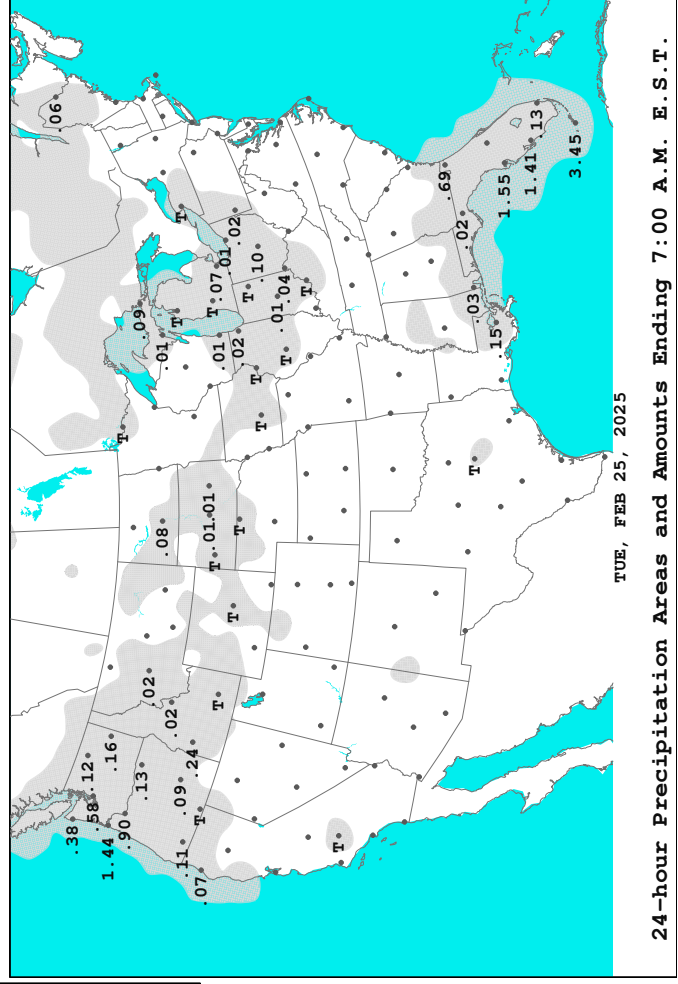 .06
.38
.12
.58
1.44
.16
T
.90
.09
.13
.02
.08
.01
.02
T
T
.09
.11
.24
T
.07
.01
.01
T
T
.07
T
.01
.01
T
.02
.02
T
T
T
.10
T
.01
.04
T
T
T
.69
.02
.03
T
.15
1.55
1.41
.13
3.45
TUE, FEB 25, 2025
24-hour Precipitation Areas and Amounts Ending 7:00 A.M. E.S.T.